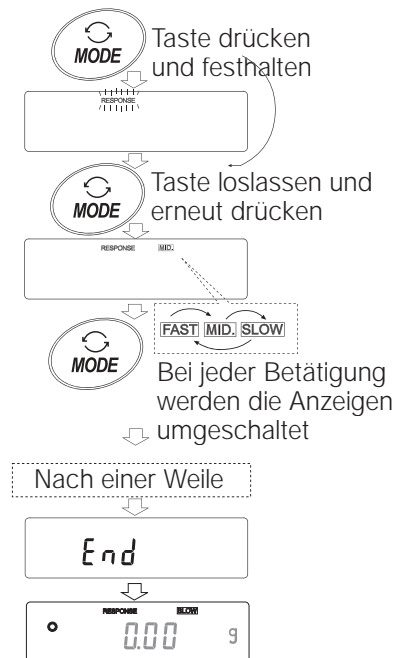 MODE
Taste drücken
und festhalten
RESPONSE
MODE
Taste loslassen und
erneut drücken
RESPONSE MID.
FAST MID. SLOW
MODE
Bei jeder Betätigung
werden die Anzeigen
umgeschaltet
Nach einer Weile
End
RESPONSE SLOW
0.00 g